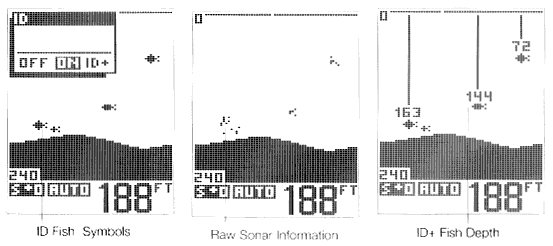 ID
OFF ON ID+
240
S*D AUTO 188 FT
ID Fish Symbols
0
240
S*D AUTO 188 FT
Raw Sonar Information
0
72
144
163
240
S*D AUTO 188 FT
ID+ Fish Depth